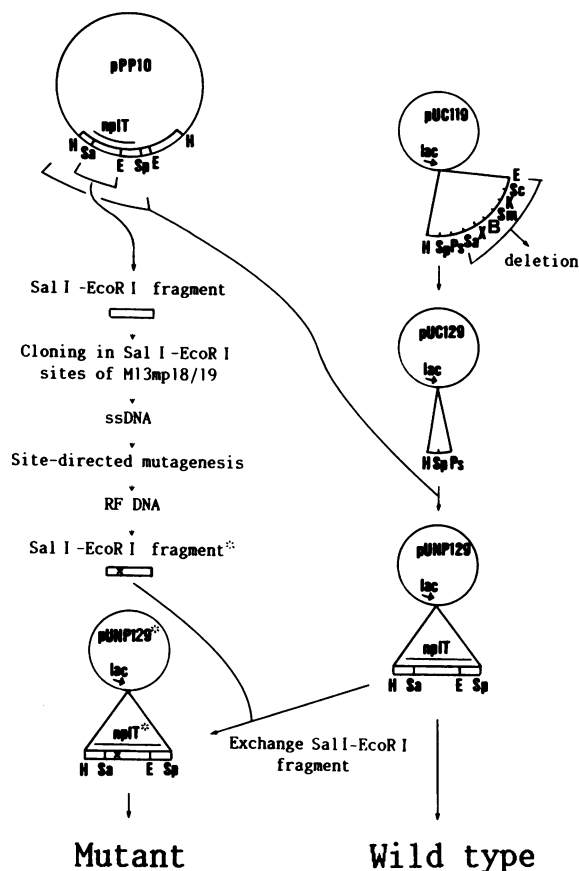 pPP10
nplT
H Sa E Sp E H
pUC119
lac
E
Sc
K
Sm
B
X
Sa
H Sp Ps
deletion
Sal I -EcoR I fragment
Cloning in Sal I -EcoR I
sites of M13mp18/19
ssDNA
Site-directed mutagenesis
RF DNA
Sal I -EcoR I fragment*
x
pUC129
lac
H Sp Ps
pUNP129
lac
nplT
H Sa E Sp
pUNP129*
lac
nplT*
x
H Sa E Sp
Exchange Sal I -EcoR I
fragment
Mutant
Wild type